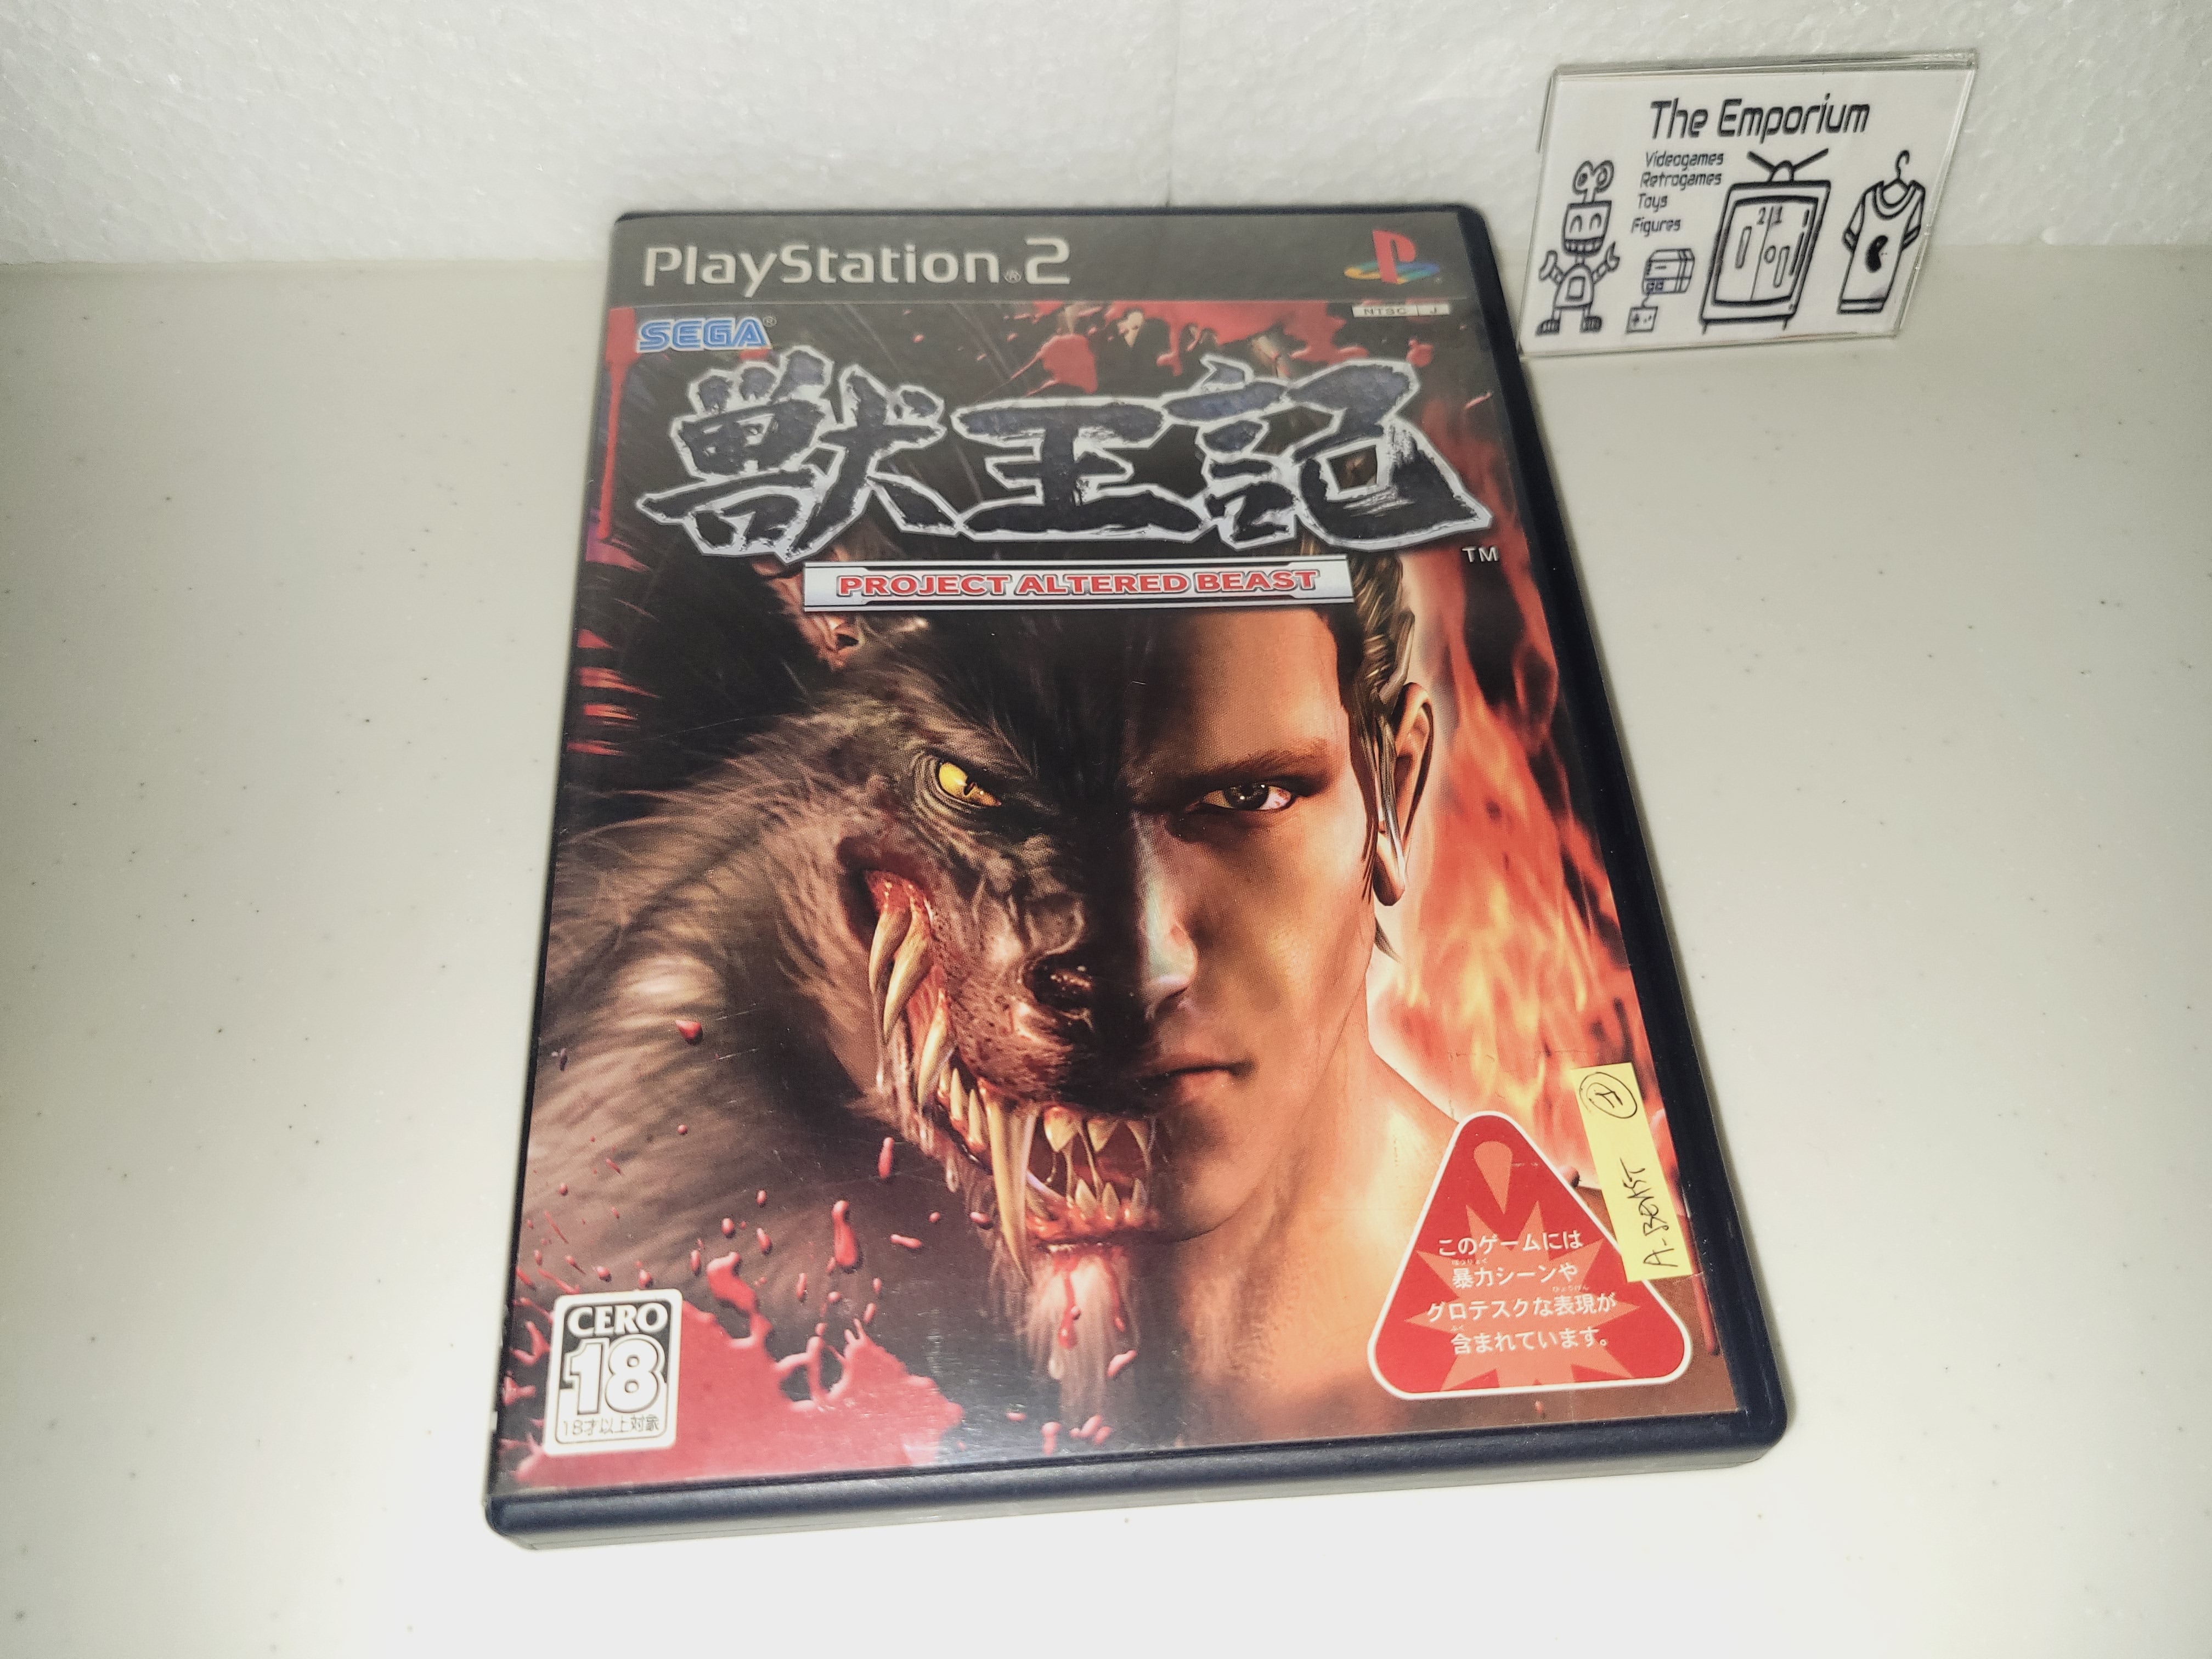 The Emporium
Videogames
Retrogames
Toys
Figures
PlayStation®2
NTSC J
SEGA®
獣王記
TM
PROJECT ALTERED BEAST
A-BEAST
このゲームには
暴力シーンや
グロテスクな表現が
含まれています。
CERO
18
18才以上対象